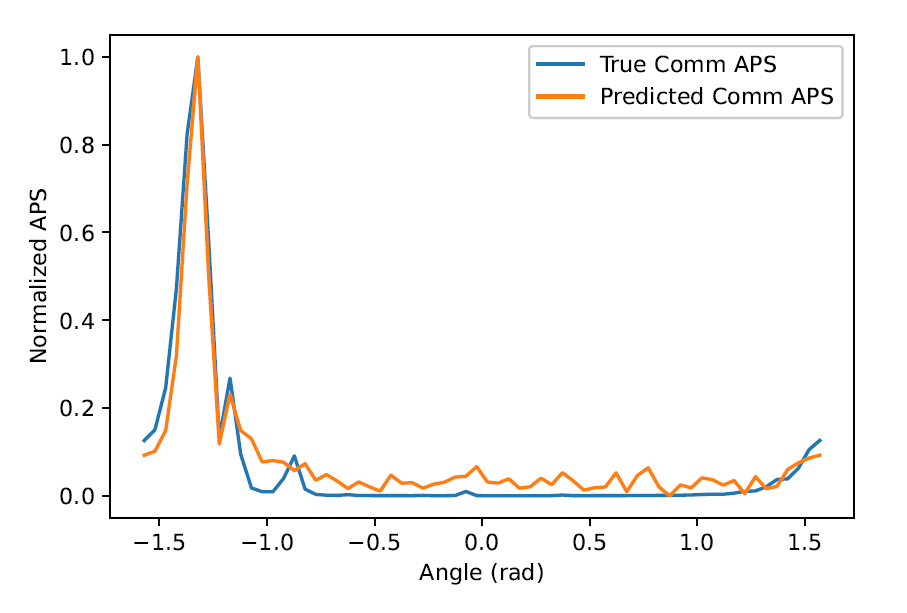 True Comm APS
Predicted Comm APS
Normalized APS
1.0
0.8
0.6
0.4
0.2
0.0
−1.5 −1.0 −0.5 0.0 0.5 1.0 1.5
Angle (rad)